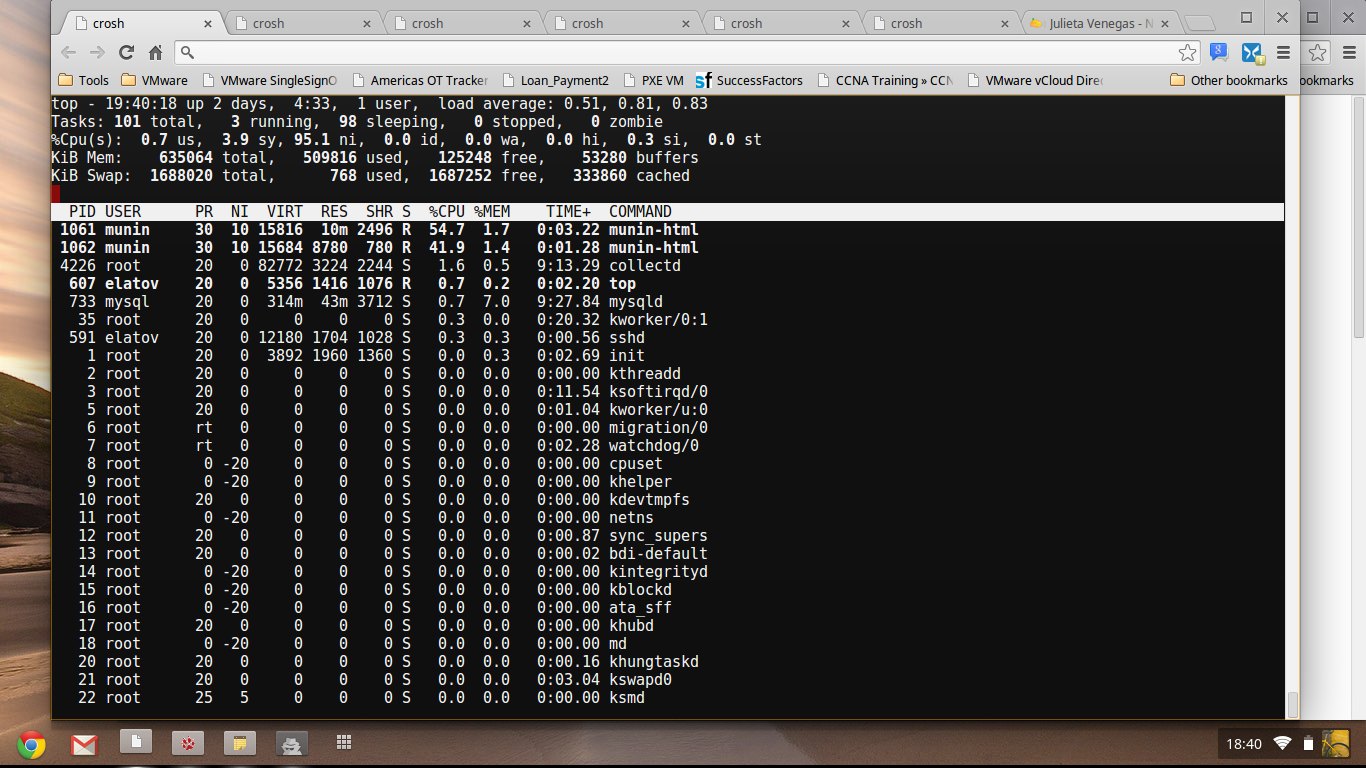 crosh crosh crosh crosh crosh crosh Julieta Venegas - N
Tools VMware VMware SingleSignO Americas OT Tracker Loan_Payment2 PXE VM SuccessFactors CCNA Training » CCN VMware vCloud Dire Other bookmarks ookmarks
top - 19:40:18 up 2 days,  4:33,  1 user,  load average: 0.51, 0.81, 0.83
Tasks: 101 total,   3 running,  98 sleeping,   0 stopped,   0 zombie
%Cpu(s):  0.7 us,  3.9 sy, 95.1 ni,  0.0 id,  0.0 wa,  0.0 hi,  0.3 si,  0.0 st
KiB Mem:    635064 total,   509816 used,   125248 free,    53280 buffers
KiB Swap:  1688020 total,      768 used,  1687252 free,   333860 cached
PID USER      PR  NI  VIRT  RES  SHR S  %CPU %MEM    TIME+  COMMAND
1061 munin     30  10 15816  10m 2496 R  54.7  1.7   0:03.22 munin-html
1062 munin     30  10 15684 8780  780 R  41.9  1.4   0:01.28 munin-html
4226 root      20   0 82772 3224 2244 S   1.6  0.5   9:13.29 collectd
607 elatov    20   0  5356 1416 1076 R   0.7  0.2   0:02.20 top
733 mysql     20   0  314m  43m 3712 S   0.7  7.0   9:27.84 mysqld
35 root      20   0     0    0    0 S   0.3  0.0   0:20.32 kworker/0:1
591 elatov    20   0 12180 1704 1028 S   0.3  0.3   0:00.56 sshd
1 root      20   0  3892 1960 1360 S   0.0  0.3   0:02.69 init
2 root      20   0     0    0    0 S   0.0  0.0   0:00.00 kthreadd
3 root      20   0     0    0    0 S   0.0  0.0   0:11.54 ksoftirqd/0
5 root      20   0     0    0    0 S   0.0  0.0   0:01.04 kworker/u:0
6 root      rt   0     0    0    0 S   0.0  0.0   0:00.00 migration/0
7 root      rt   0     0    0    0 S   0.0  0.0   0:02.28 watchdog/0
8 root       0 -20     0    0    0 S   0.0  0.0   0:00.00 cpuset
9 root       0 -20     0    0    0 S   0.0  0.0   0:00.00 khelper
10 root      20   0     0    0    0 S   0.0  0.0   0:00.00 kdevtmpfs
11 root       0 -20     0    0    0 S   0.0  0.0   0:00.00 netns
12 root      20   0     0    0    0 S   0.0  0.0   0:00.87 sync_supers
13 root      20   0     0    0    0 S   0.0  0.0   0:00.02 bdi-default
14 root       0 -20     0    0    0 S   0.0  0.0   0:00.00 kintegrityd
15 root       0 -20     0    0    0 S   0.0  0.0   0:00.00 kblockd
16 root       0 -20     0    0    0 S   0.0  0.0   0:00.00 ata_sff
17 root      20   0     0    0    0 S   0.0  0.0   0:00.00 khubd
18 root       0 -20     0    0    0 S   0.0  0.0   0:00.00 md
20 root      20   0     0    0    0 S   0.0  0.0   0:00.16 khungtaskd
21 root      20   0     0    0    0 S   0.0  0.0   0:03.04 kswapd0
22 root      25   5     0    0    0 S   0.0  0.0   0:00.00 ksmd
18:40